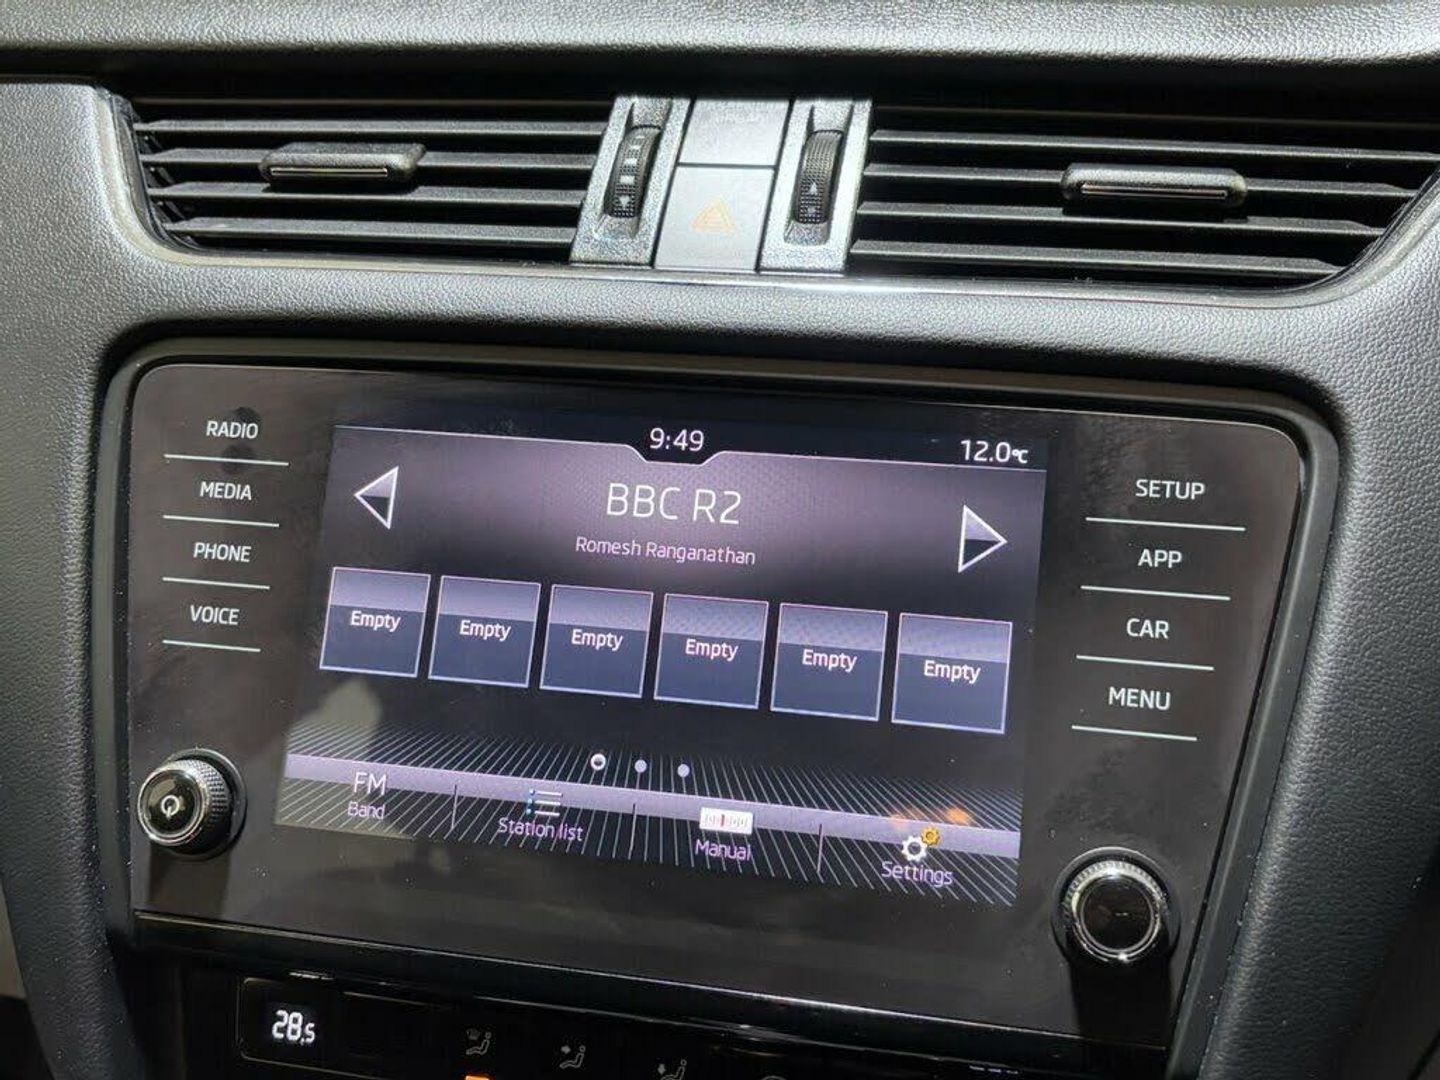 RADIO
MEDIA
PHONE
VOICE
9:49
12.0°C
BBC R2
Romesh Ranganathan
Empty
Empty
Empty
Empty
Empty
Empty
FM
Band
Station list
Manual
Settings
SETUP
APP
CAR
MENU
28.5